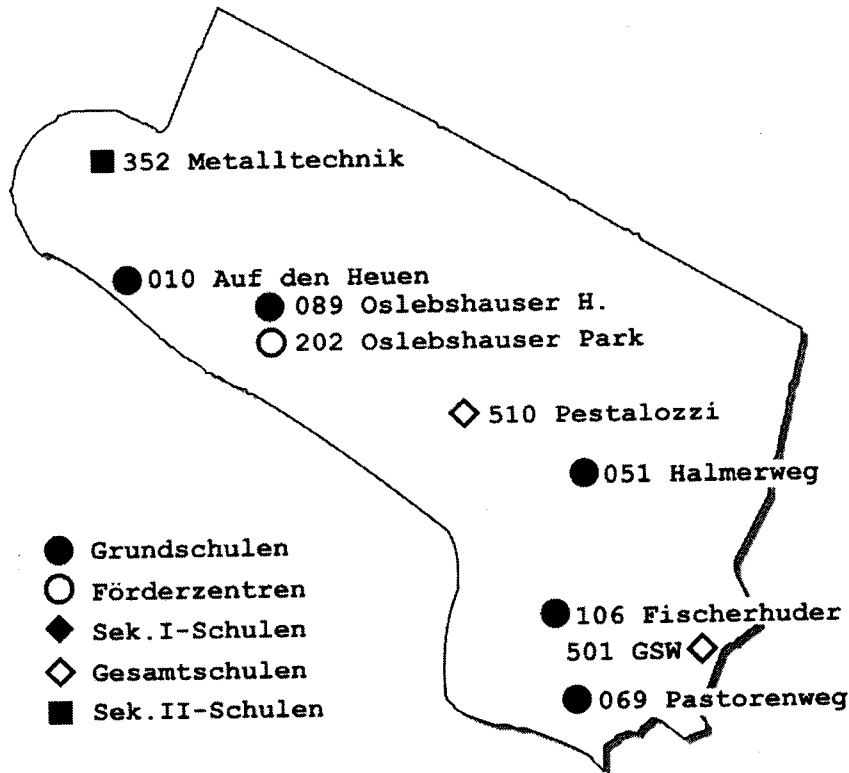 352 Metalltechnik
010 Auf den Heuen
089 Oslebshauser H.
202 Oslebshauser Park
510 Pestalozzi
051 Halmerweg
106 Fischerhuder
501 GSW
069 Pastorenweg
Grundschulen
Förderzentren
Sek.I-Schulen
Gesamtschulen
Sek.II-Schulen